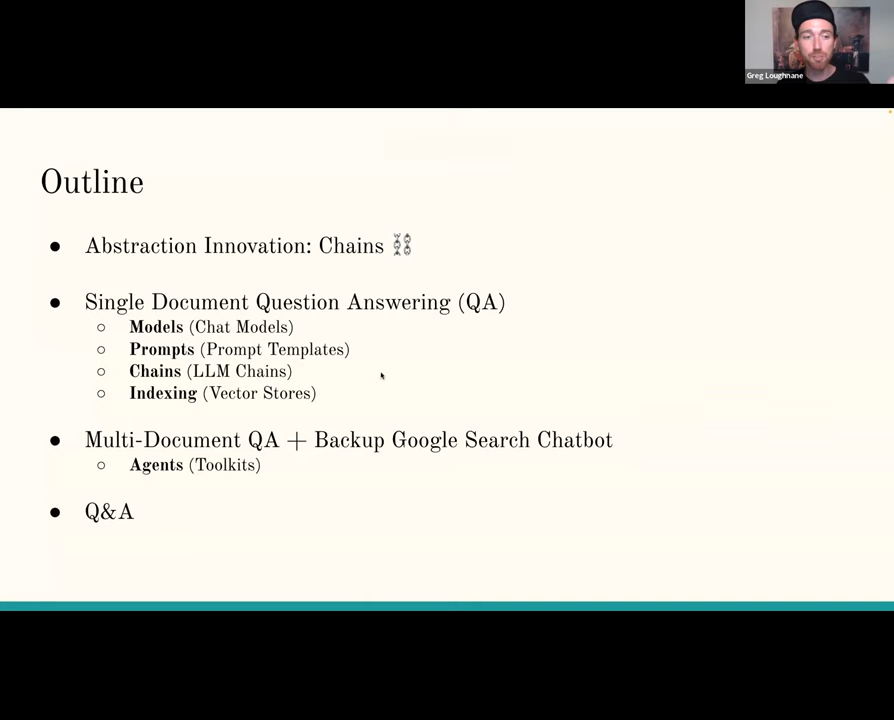 Greg Loughnane
Outline
● Abstraction Innovation: Chains ⛓️
● Single Document Question Answering (QA)
○ Models (Chat Models)
○ Prompts (Prompt Templates)
○ Chains (LLM Chains)
○ Indexing (Vector Stores)
● Multi-Document QA + Backup Google Search Chatbot
○ Agents (Toolkits)
● Q&A